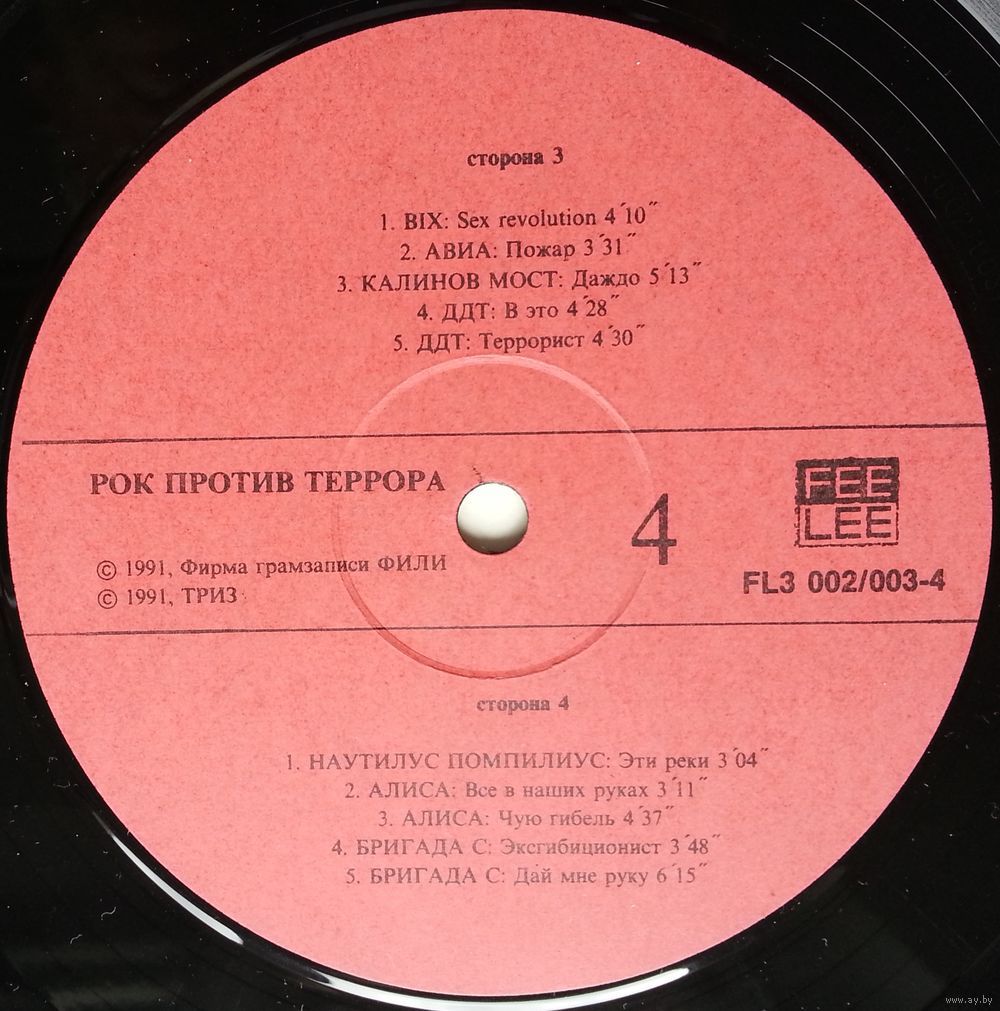 сторона 3
1. BIX: Sex revolution 4´10˝
2. АВИА: Пожар 3´31˝
3. КАЛИНОВ МОСТ: Даждо 5´13˝
4. ДДТ: В это 4´28˝
5. ДДТ: Террорист 4´30˝
РОК ПРОТИВ ТЕРРОРА
© 1991, Фирма грамзаписи ФИЛИ
© 1991, ТРИЗ
4
FEE
LEE
FL3 002/003-4
сторона 4
1. НАУТИЛУС ПОМПИЛИУС: Эти реки 3´04˝
2. АЛИСА: Все в наших руках 3´11˝
3. АЛИСА: Чую гибель 4´37˝
4. БРИГАДА С: Эксгибиционист 3´48˝
5. БРИГАДА С: Дай мне руку 6´15˝
www.ay.by